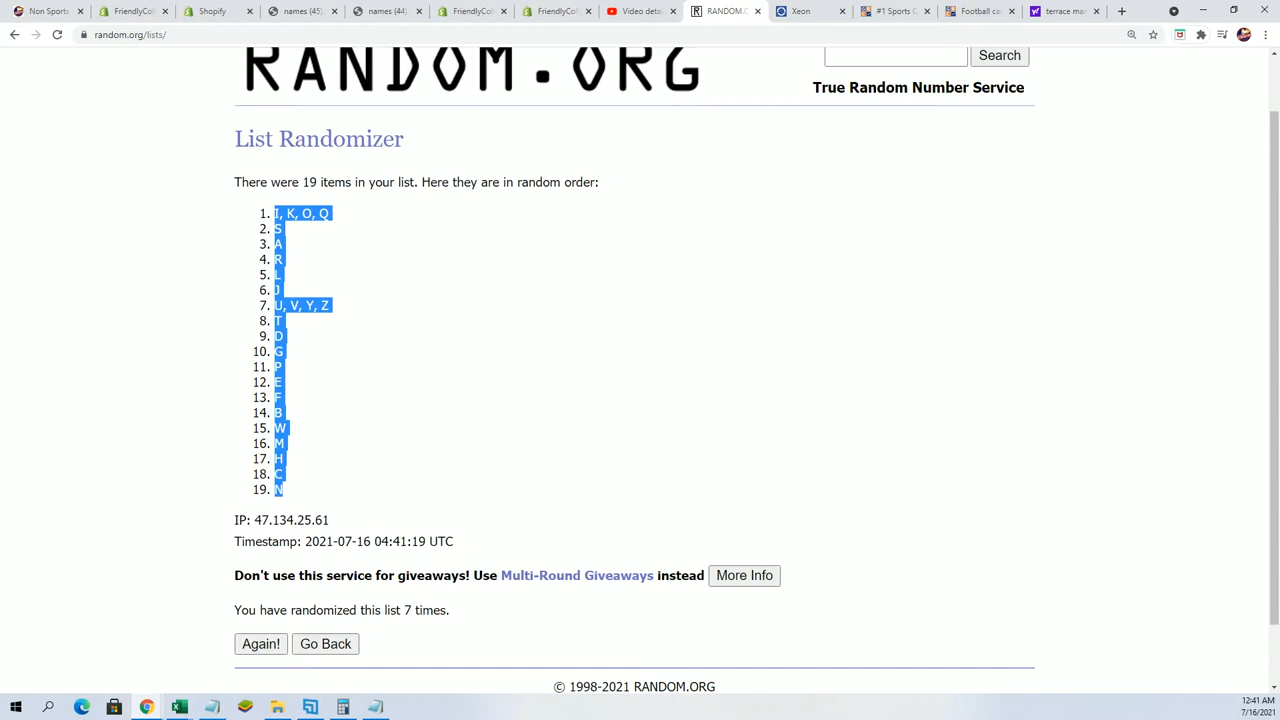 Non Sports
Shopify
names (45)
names (44)
FriendlyCol
FriendlyCol
Video detai
RANDOM.C
Xeon
#1 Sports C
Football ca
terrace ma
random.org/lists/
RANDOM.ORG
Search
True Random Number Service
List Randomizer
There were 19 items in your list. Here they are in random order:
1. I, K, O, Q
2. S
3. A
4. R
5. L
6. J
7. U, V, Y, Z
8. T
9. D
10. G
11. P
12. E
13. F
14. B
15. W
16. M
17. H
18. C
19. N
IP: 47.134.25.61
Timestamp: 2021-07-16 04:41:19 UTC
Don't use this service for giveaways! Use Multi-Round Giveaways instead More Info
You have randomized this list 7 times.
Again! Go Back
© 1998-2021 RANDOM.ORG
12:41 AM
7/16/2021